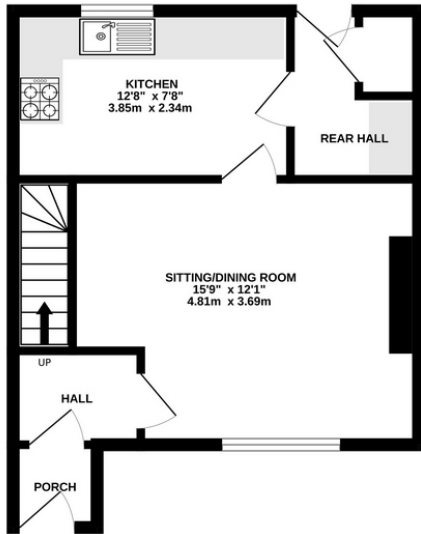 KITCHEN
12'8" x 7'8"
3.85m x 2.34m
REAR HALL
SITTING/DINING ROOM
15'9" x 12'1"
4.81m x 3.69m
UP
HALL
PORCH